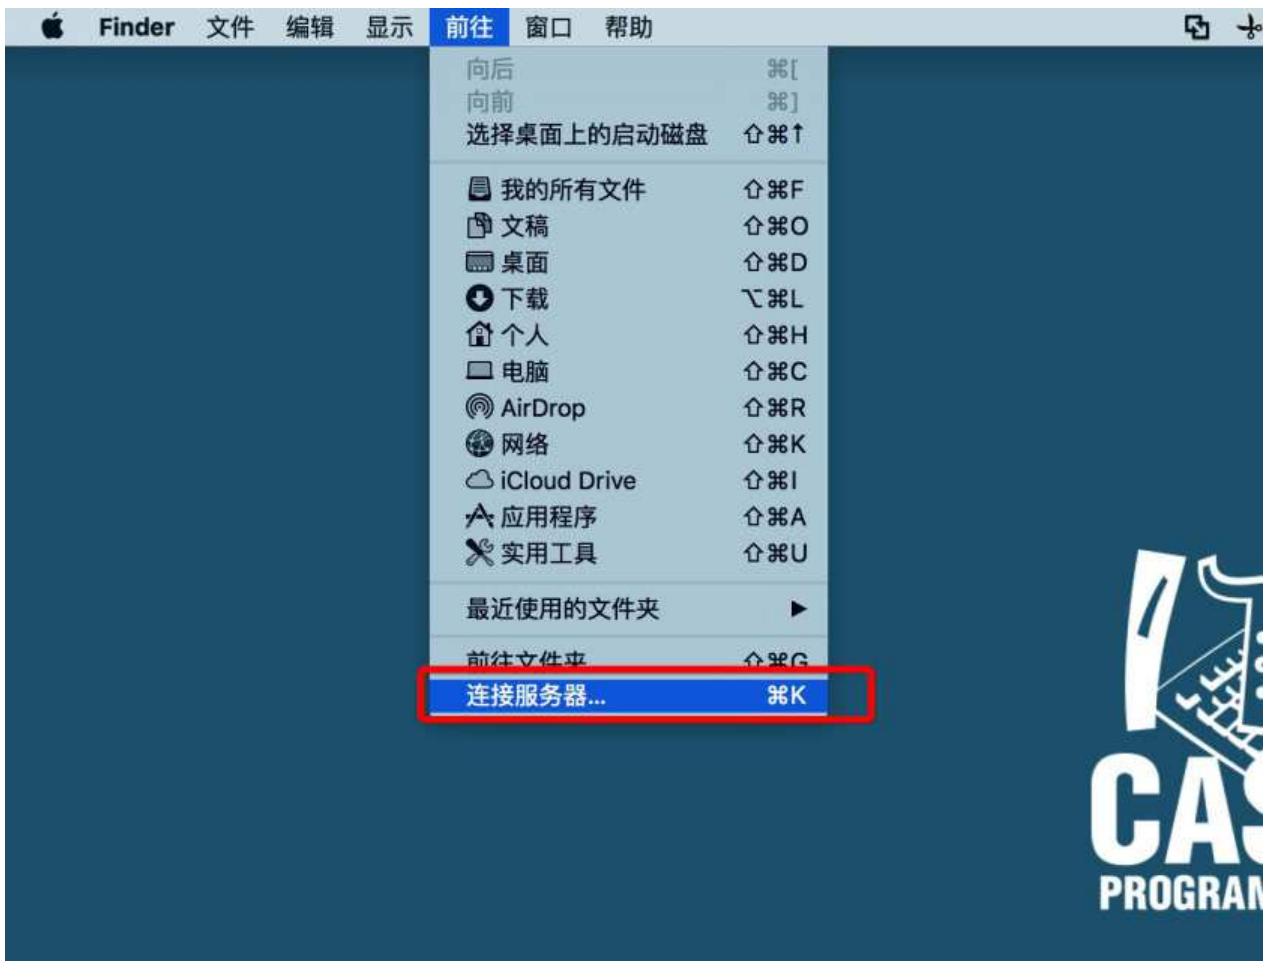 Finder 文件 编辑 显示 前往 窗口 帮助
向后 ⌘[
向前 ⌘]
选择桌面上的启动磁盘 ⇧⌘↑
我的所有文件 ⇧⌘F
文稿 ⇧⌘O
桌面 ⇧⌘D
下载 ⌥⌘L
个人 ⇧⌘H
电脑 ⇧⌘C
AirDrop ⇧⌘R
网络 ⇧⌘K
iCloud Drive ⇧⌘I
应用程序 ⇧⌘A
实用工具 ⇧⌘U
最近使用的文件夹 ▶
前往文件夹 ⇧⌘G
连接服务器... ⌘K